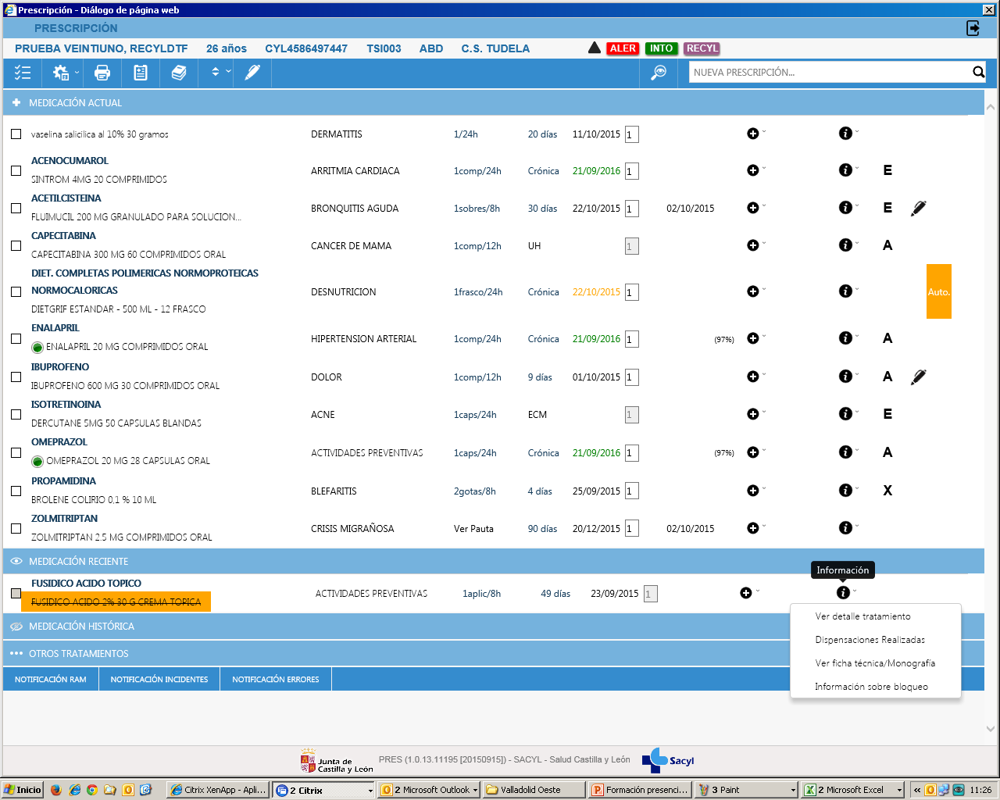 Prescripción - Diálogo de página web
PRESCRIPCIÓN
PRUEBA VEINTIUNO, RECYLDTF 26 años CYL4586497447 TSI003 ABD C.S. TUDELA ALER INTO RECYL
NUEVA PRESCRIPCIÓN...
MEDICACIÓN ACTUAL
vaselina salicilica al 10% 30 gramos DERMATITIS 1/24h 20 días 11/10/2015 1
ACENOCUMAROL
SINTROM 4MG 20 COMPRIMIDOS ARRITMIA CARDIACA 1comp/24h Crónica 21/09/2016 1 E
ACETILCISTEINA
FLUIMUCIL 200 MG GRANULADO PARA SOLUCION... BRONQUITIS AGUDA 1sobres/8h 30 días 22/10/2015 1 02/10/2015 E
CAPECITABINA
CAPECITABINA 300 MG 60 COMPRIMIDOS ORAL CANCER DE MAMA 1comp/12h UH 1 A
DIET. COMPLETAS POLIMERICAS NORMOPROTEICAS
NORMOCALORICAS DESNUTRICION 1frasco/24h Crónica 22/10/2015 1 Auto.
DIETGRIF ESTANDAR - 500 ML - 12 FRASCO
ENALAPRIL
ENALAPRIL 20 MG COMPRIMIDOS ORAL HIPERTENSION ARTERIAL 1comp/24h Crónica 21/09/2016 1 (97%) A
IBUPROFENO
IBUPROFENO 600 MG 30 COMPRIMIDOS ORAL DOLOR 1comp/12h 9 días 01/10/2015 1 A
ISOTRETINOINA
DERCUTANE 5MG 50 CAPSULAS BLANDAS ACNE 1caps/24h ECM 1 E
OMEPRAZOL
OMEPRAZOL 20 MG 28 CAPSULAS ORAL ACTIVIDADES PREVENTIVAS 1caps/24h Crónica 21/09/2016 1 (97%) A
PROPAMIDINA
BROLENE COLIRIO 0,1 % 10 ML BLEFARITIS 2gotas/8h 4 días 25/09/2015 1 X
ZOLMITRIPTAN
ZOLMITRIPTAN 2.5 MG COMPRIMIDOS ORAL CRISIS MIGRAÑOSA Ver Pauta 90 días 20/12/2015 1 02/10/2015
MEDICACIÓN RECIENTE
Información
FUSIDICO ACIDO TOPICO
FUSIDICO ACIDO 2% 30 G CREMA TOPICA ACTIVIDADES PREVENTIVAS 1aplic/8h 49 días 23/09/2015 1
Ver detalle tratamiento
Dispensaciones Realizadas
Ver ficha técnica/Monografía
Información sobre bloqueo
MEDICACIÓN HISTÓRICA
OTROS TRATAMIENTOS
NOTIFICACIÓN RAM NOTIFICACIÓN INCIDENTES NOTIFICACIÓN ERRORES
Junta de
Castilla y León
PRES (1.0.13.11195 [20150915]) - SACYL - Salud Castilla y León
Sacyl
Inicio Citrix XenApp - Apli... 2 Citrix 2 Microsoft Outlook Valladolid Oeste Formación presenci... 3 Paint 2 Microsoft Excel « 11:26